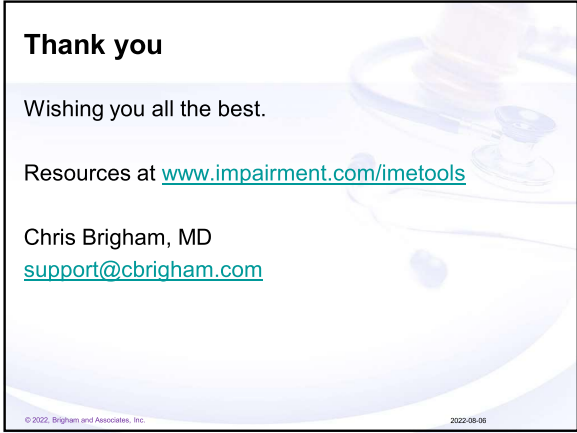 Thank you
Wishing you all the best.
Resources at www.impairment.com/imetools
Chris Brigham, MD
support@cbrigham.com
© 2022, Brigham and Associates, Inc.
2022-08-06